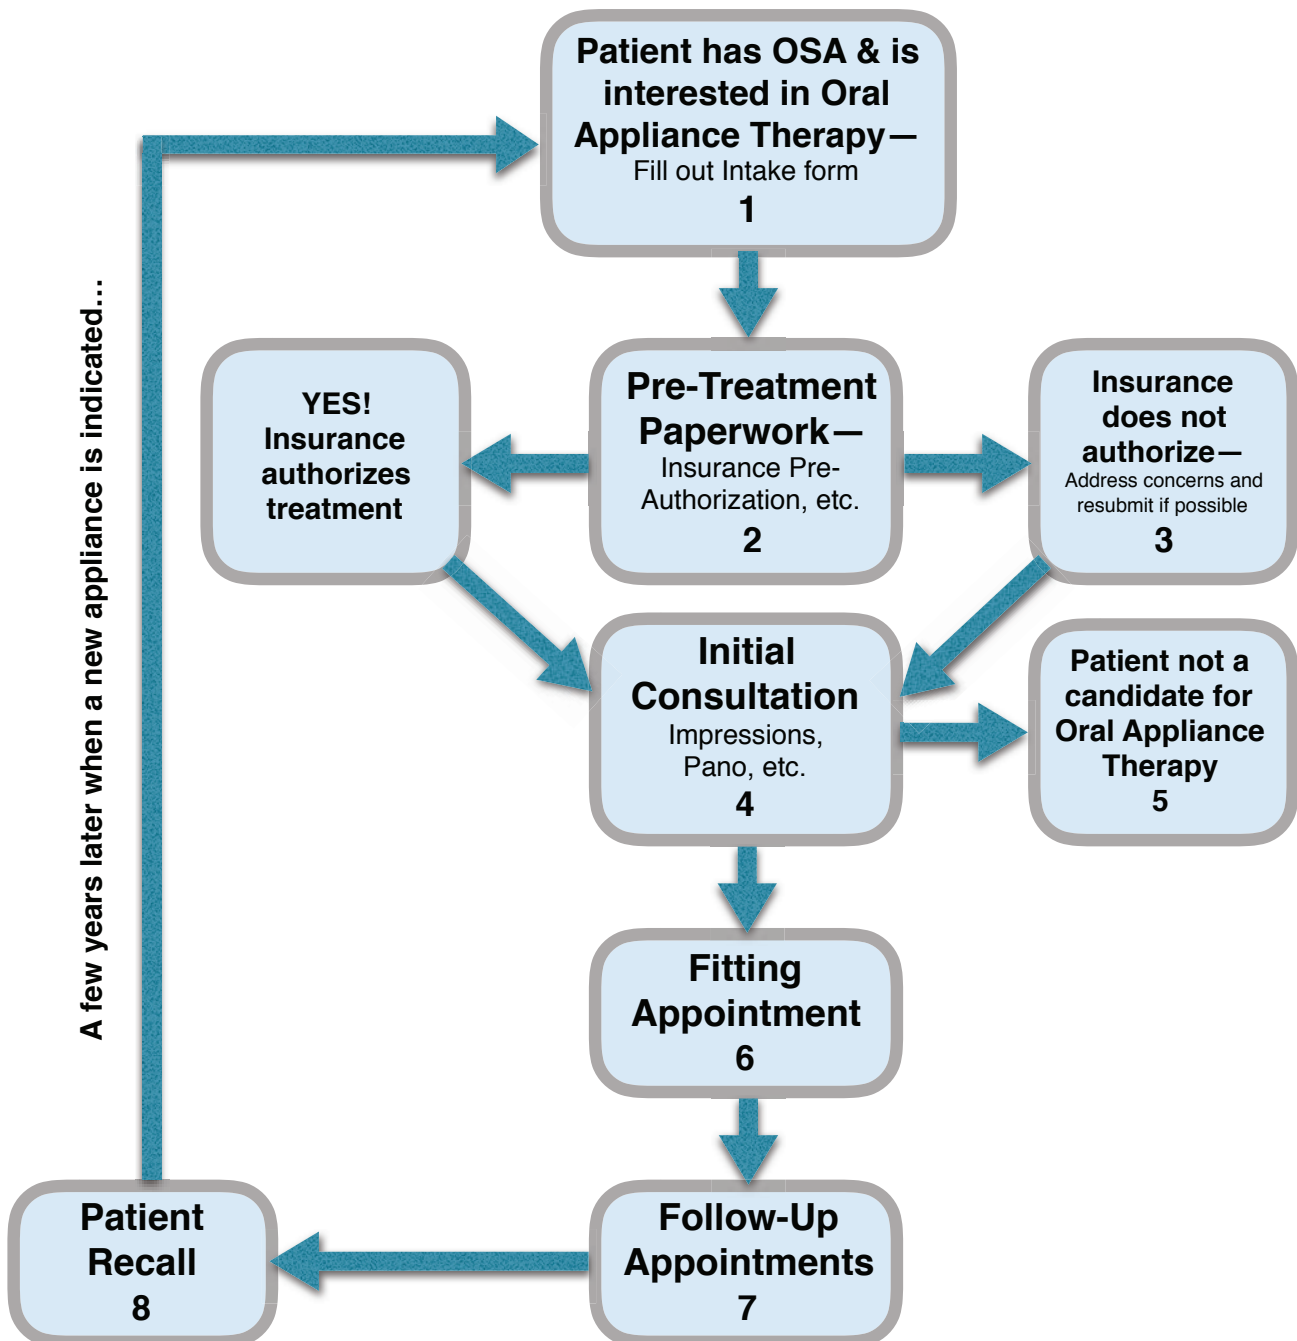 Patient has OSA & is
interested in Oral
Appliance Therapy—
Fill out Intake form
1
A few years later when a new appliance is indicated...
YES!
Insurance
authorizes
treatment
Pre-Treatment
Paperwork—
Insurance Pre-
Authorization, etc.
2
Insurance
does not
authorize—
Address concerns and
resubmit if possible
3
Initial
Consultation
Impressions,
Pano, etc.
4
Patient not a
candidate for
Oral Appliance
Therapy
5
Fitting
Appointment
6
Patient
Recall
8
Follow-Up
Appointments
7